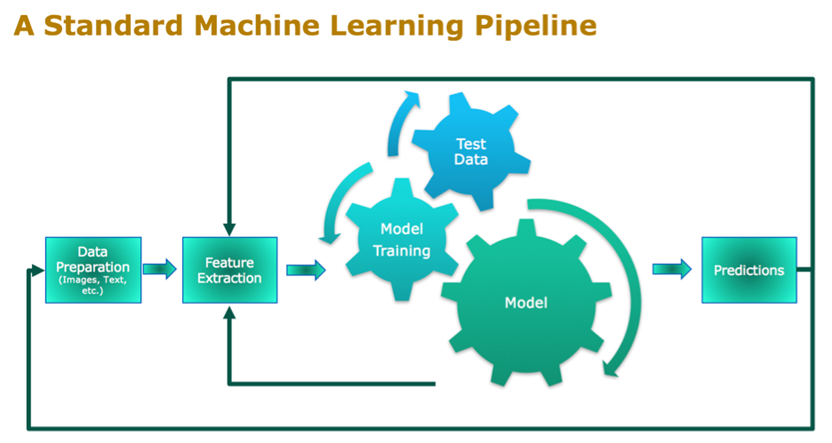 A Standard Machine Learning Pipeline
Test
Data
Model
Training
Data
Preparation
(Images, Text,
etc.)
Feature
Extraction
Model
Predictions